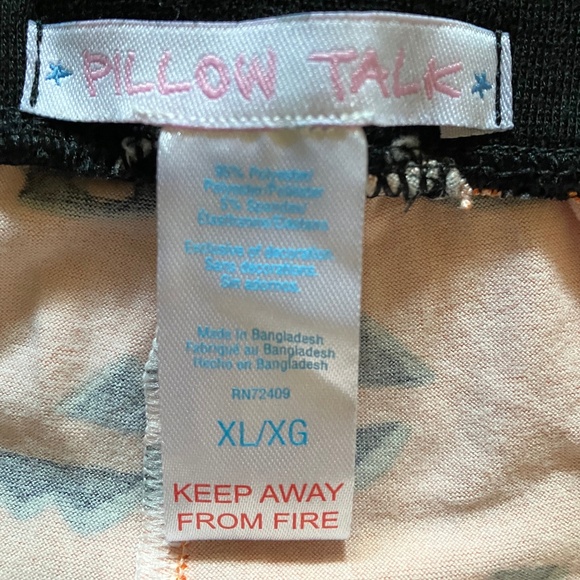 PILLOW TALK
95% Polyester
Polyester/Poliéster
5% Spandex
Elasthanne/Elastano
Exclusive of decoration
Sans décorations
Sin adornos
Made in Bangladesh
Fabriqué au Bangladesh
Hecho en Bangladesh
RN72409
XL/XG
KEEP AWAY
FROM FIRE